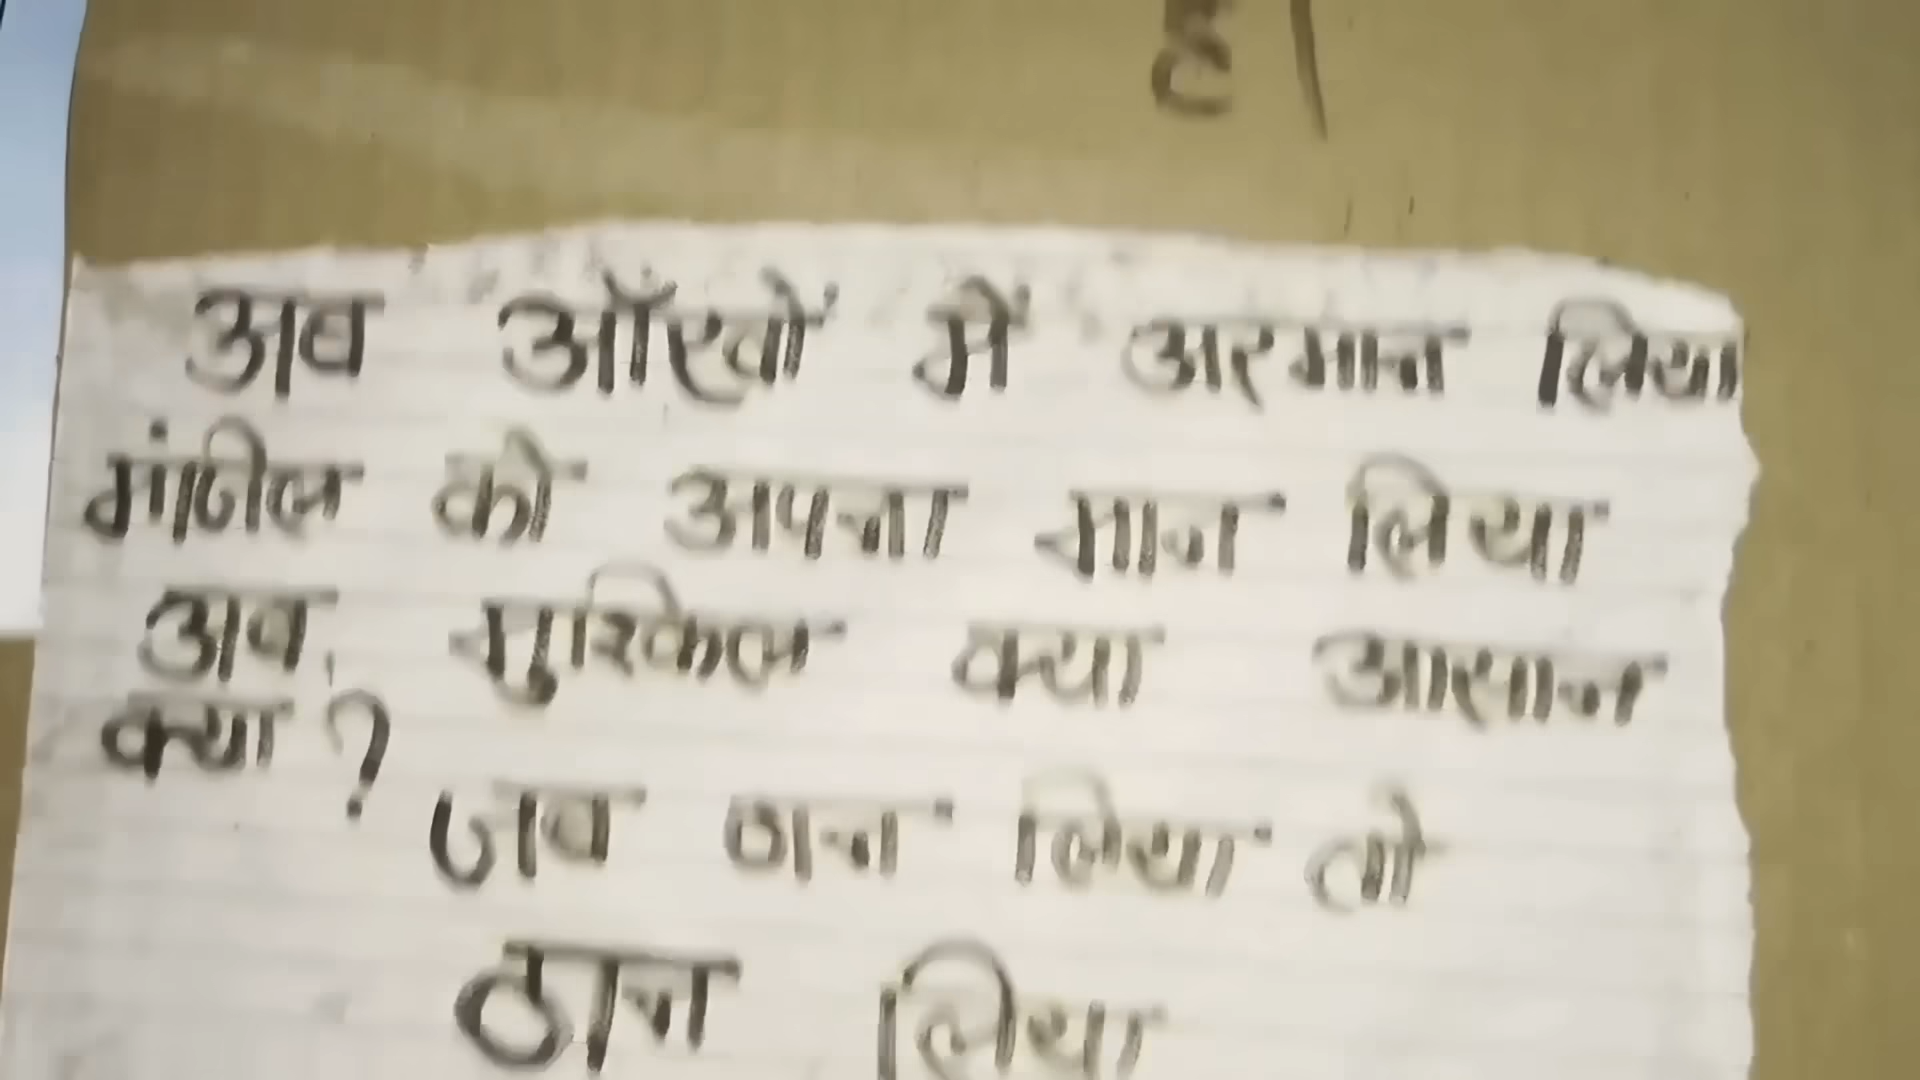 है।
अब आँखों में अरमान लिया
मंजिल को अपना मान लिया
अब मुश्किल क्या आसान
क्या ?
जब ठान लिया तो
ठान लिया